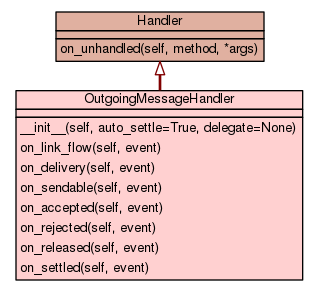 Handler
on_unhandled(self, method, *args)
OutgoingMessageHandler
__init__(self, auto_settle=True, delegate=None)
on_link_flow(self, event)
on_delivery(self, event)
on_sendable(self, event)
on_accepted(self, event)
on_rejected(self, event)
on_released(self, event)
on_settled(self, event)